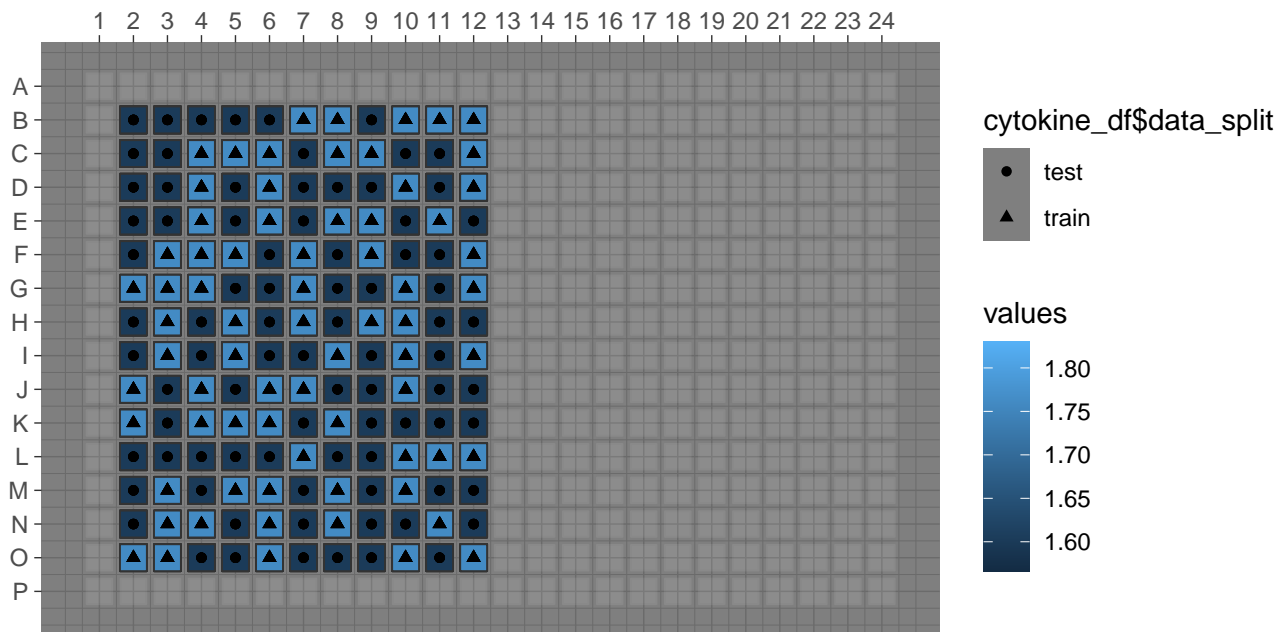 1 2 3 4 5 6 7 8 9 10 11 12 13 14 15 16 17 18 19 20 21 22 23 24
A
B
C
D
E
F
G
H
I
J
K
L
M
N
O
P
cytokine_df$data_split
test
train
values
1.80
1.75
1.70
1.65
1.60